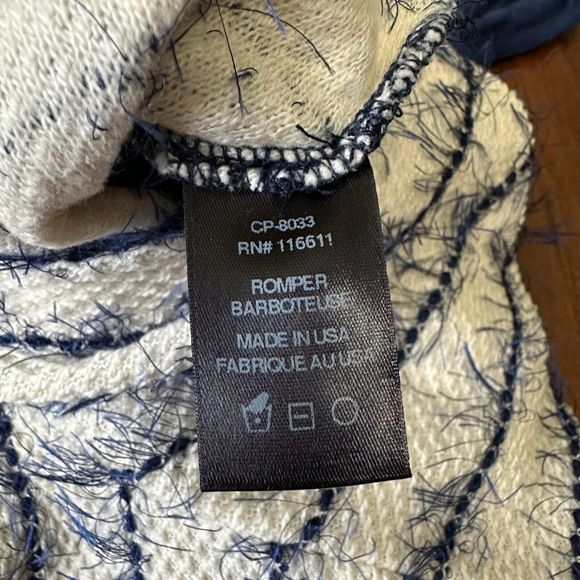 CP-8033
RN# 116611
ROMPER
BARBOTEUSE
MADE IN USA
FABRIQUE AU USA